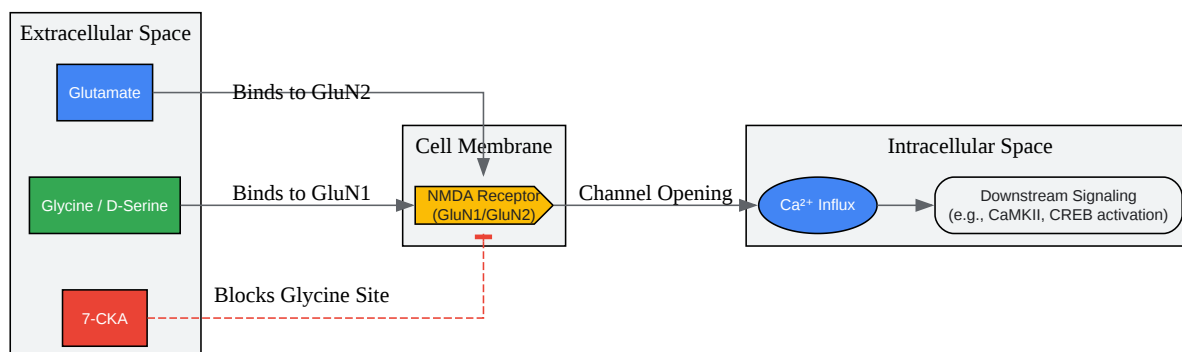 Extracellular Space
Glutamate
Binds to GluN2
Cell Membrane
Intracellular Space
Glycine / D-Serine
Binds to GluN1
NMDA Receptor
(GluN1/GluN2)
Channel Opening
Ca²⁺ Influx
Downstream Signaling
(e.g., CaMKII, CREB activation)
7-CKA
Blocks Glycine Site